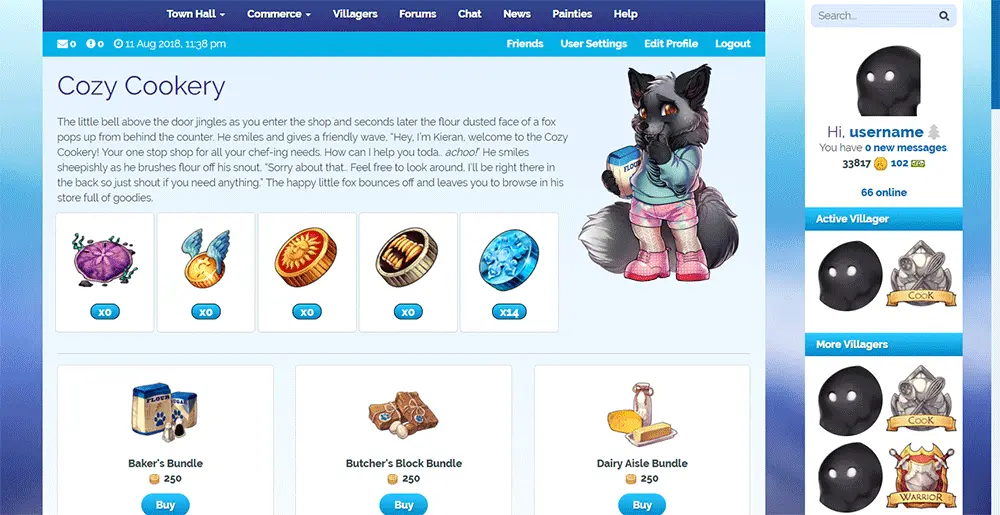 Town Hall Commerce Villagers Forums Chat News Painties Help
Search...
0 0 11 Aug 2018, 11:38 pm Friends User Settings Edit Profile Logout
Cozy Cookery
The little bell above the door jingles as you enter the shop and seconds later the flour dusted face of a fox
pops up from behind the counter. He smiles and gives a friendly wave, "Hey, I'm Kieran, welcome to the Cozy
Cookery! Your one stop shop for all your chef-ing needs. How can I help you toda.. achoo!" He smiles
sheepishly as he brushes flour off his snout. "Sorry about that.. Feel free to look around, I'll be right there in
the back so just shout if you need anything." The happy little fox bounces off and leaves you to browse in his
store full of goodies.
FLOUR
x0 x0 x0 x0 x14
FLOUR SUGAR
Baker's Bundle Butcher's Block Bundle Dairy Aisle Bundle
250 250 250
Buy Buy Buy
Hi, username
You have 0 new messages.
33817 102
66 online
Active Villager
COOK
More Villagers
COOK
WARRIOR